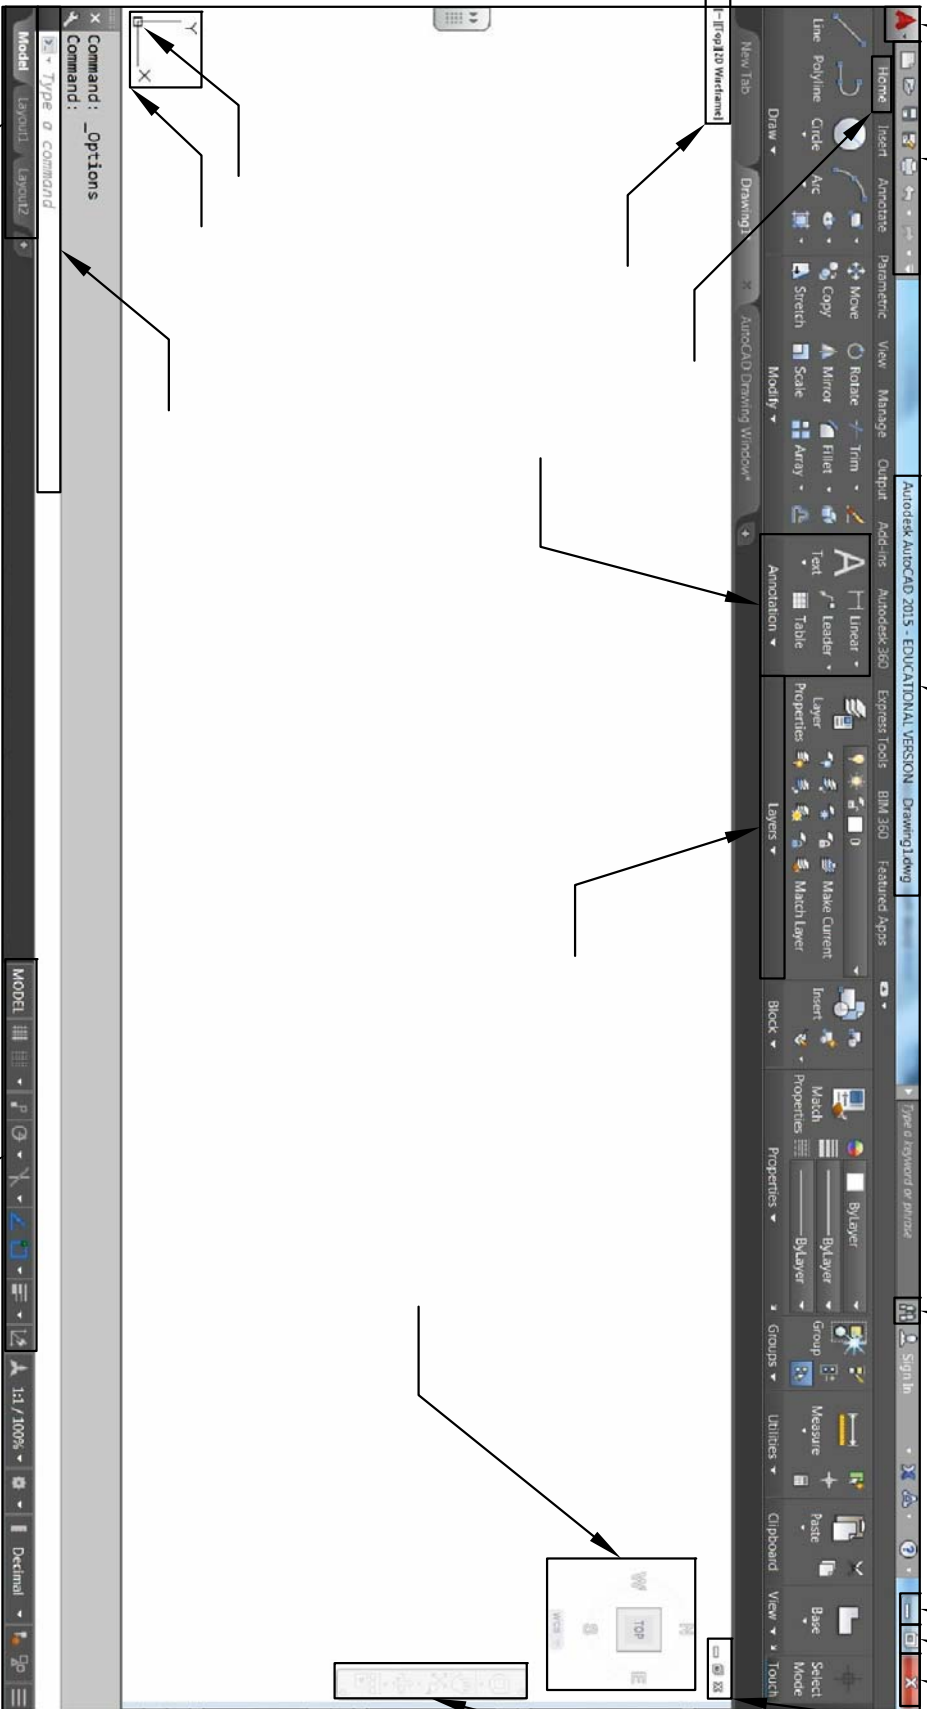 Autodesk AutoCAD 2015 - EDUCATIONAL VERSION Drawing1.dwg
Type a keyword or phrase
Sign In
Home Insert Annotate Parametric View Manage Output Add-ins Autodesk 360 Express Tools BIM 360 Featured Apps
Line Polyline Circle Arc
Draw
Move Rotate Trim
Copy Mirror Fillet
Stretch Scale Array
Modify
Text
Linear
Leader
Table
Annotation
Layer
Properties
0
Make Current
Match Layer
Layers
Insert
Block
Match
Properties
ByLayer
ByLayer
ByLayer
Properties
Group
Groups
Measure
Utilities
Paste
Clipboard
Base
View
Select
Mode
Touch
New Tab Drawing1* AutoCAD Drawing Window*
[−][Top][2D Wireframe]
N
W TOP E
S
WCS
Y
X
Command: _Options
Command:
Type a command
Model Layout1 Layout2
MODEL 1:1 / 100% Decimal